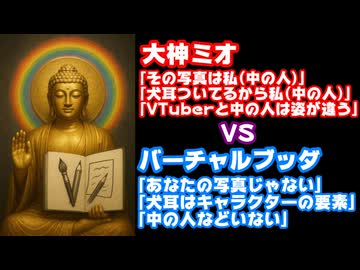 大神ミオ
「その写真は私(中の人)」
「犬耳ついてるから私(中の人)」
「VTuberと中の人は姿が違う」
VS
バーチャルブッダ
「あなたの写真じゃない」
「犬耳はキャラクターの要素」
「中の人などいない」